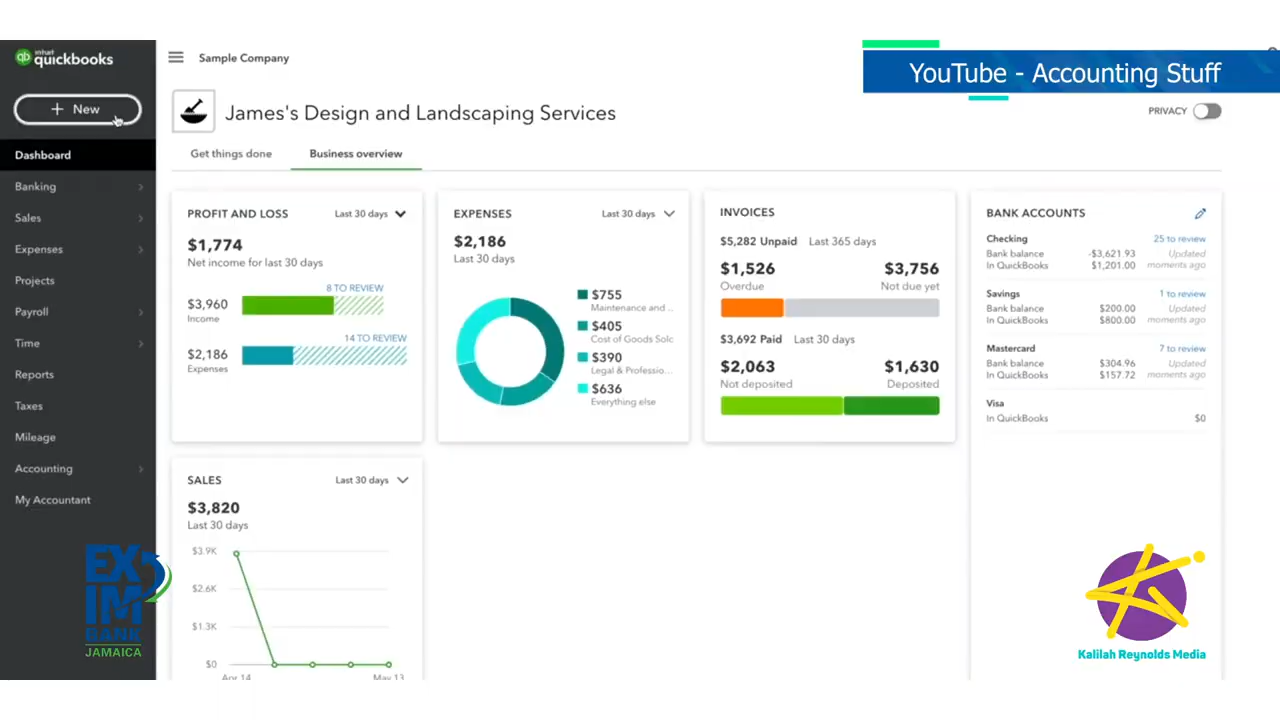 intuit
quickbooks
Sample Company
YouTube - Accounting Stuff
+ New
James's Design and Landscaping Services
PRIVACY
Get things done
Business overview
Dashboard
Banking
Sales
Expenses
Projects
Payroll
Time
Reports
Taxes
Mileage
Accounting
My Accountant
PROFIT AND LOSS
Last 30 days
$1,774
Net income for last 30 days
8 TO REVIEW
$3,960
Income
14 TO REVIEW
$2,186
Expenses
EXPENSES
Last 30 days
$2,186
Last 30 days
$755
Maintenance and ..
$405
Cost of Goods Solc
$390
Legal & Professio...
$636
Everything else
INVOICES
$5,282 Unpaid Last 365 days
$1,526 $3,756
Overdue Not due yet
$3,692 Paid Last 30 days
$2,063 $1,630
Not deposited Deposited
BANK ACCOUNTS
Checking 25 to review
Bank balance -$3,621.93 Updated
In QuickBooks $1,201.00 moments ago
Savings 1 to review
Bank balance $200.00 Updated
In QuickBooks $800.00 moments ago
Mastercard 7 to review
Bank balance $304.96 Updated
In QuickBooks $157.72 moments ago
Visa
In QuickBooks $0
SALES
Last 30 days
$3,820
Last 30 days
$3.9K
$2.6K
$1.3K
$0
Apr 14 May 13
EX
IM
BANK
JAMAICA
Kalilah Reynolds Media